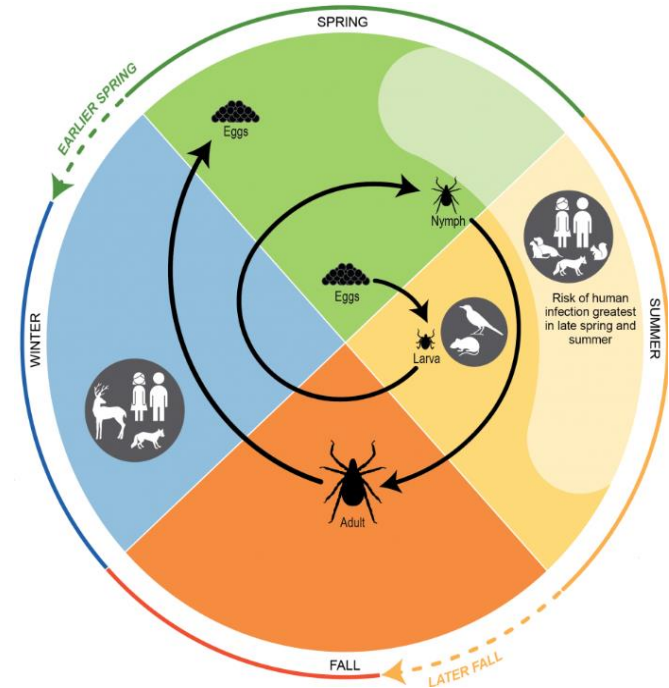 SPRING
EARLIER SPRING
Eggs
Nymph
Eggs
Larva
Risk of human
infection greatest
in late spring and
summer
SUMMER
WINTER
Adult
FALL
LATER FALL